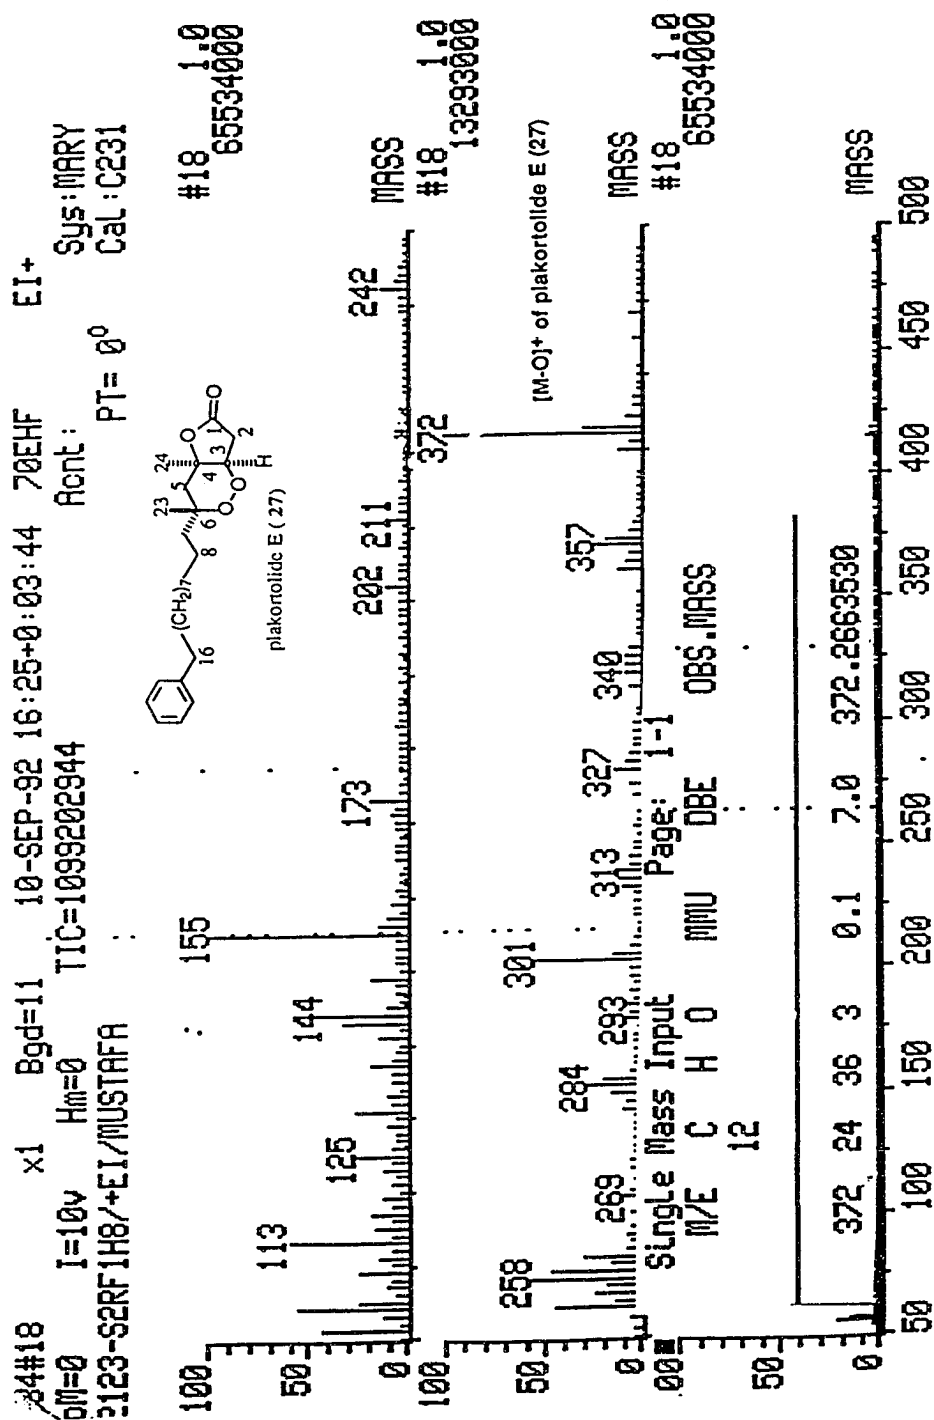 34#18 x1 Bgd=11 10-SEP-92 16:25+0:03:44 70EHF EI+
BpM=0 I=10v Hm=0 TIC=1099202944 Acnt: Sys:MARY
2123-S2RF1H8/+EI/MUSTAFA PT= 0⁰ Cal:C231
#18 1.0
65534000
16
(CH₂)₇
8
23
6
5
24
4
3
2
1
O
O
O
O
H
plakortolide E (27)
100
50
0
113
125
144
155
173
202
211
242
MASS
#18 1.0
13293000
100
50
0
258
269
284
293
301
313
327
340
357
372
[M-O]⁺ of plakortolide E (27)
MASS
#18 1.0
65534000
Single Mass Input Page: 1-1
M/E C H O MMU DBE OBS.MASS
12
372 24 36 3 0.1 7.0 372.2663530
50
0
50 100 150 200 250 300 350 400 450 500
MASS